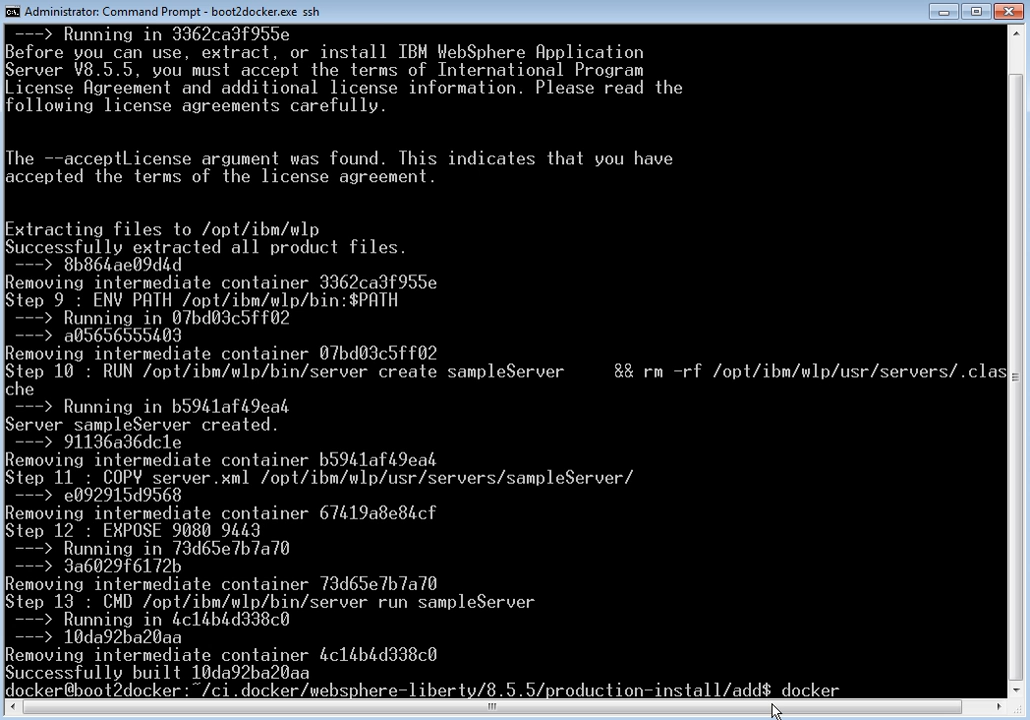 Administrator: Command Prompt - boot2docker.exe ssh
---> Running in 3362ca3f955e
Before you can use, extract, or install IBM WebSphere Application
Server V8.5.5, you must accept the terms of International Program
License Agreement and additional license information. Please read the
following license agreements carefully.
The --acceptLicense argument was found. This indicates that you have
accepted the terms of the license agreement.
Extracting files to /opt/ibm/wlp
Successfully extracted all product files.
---> 8b864ae09d4d
Removing intermediate container 3362ca3f955e
Step 9 : ENV PATH /opt/ibm/wlp/bin:$PATH
---> Running in 07bd03c5ff02
---> a05656555403
Removing intermediate container 07bd03c5ff02
Step 10 : RUN /opt/ibm/wlp/bin/server create sampleServer     && rm -rf /opt/ibm/wlp/usr/servers/.clas
che
---> Running in b5941af49ea4
Server sampleServer created.
---> 91136a36dc1e
Removing intermediate container b5941af49ea4
Step 11 : COPY server.xml /opt/ibm/wlp/usr/servers/sampleServer/
---> e092915d9568
Removing intermediate container 67419a8e84cf
Step 12 : EXPOSE 9080 9443
---> Running in 73d65e7b7a70
---> 3a6029f6172b
Removing intermediate container 73d65e7b7a70
Step 13 : CMD /opt/ibm/wlp/bin/server run sampleServer
---> Running in 4c14b4d338c0
---> 10da92ba20aa
Removing intermediate container 4c14b4d338c0
Successfully built 10da92ba20aa
docker@boot2docker:~/ci.docker/websphere-liberty/8.5.5/production-install/add$ docker